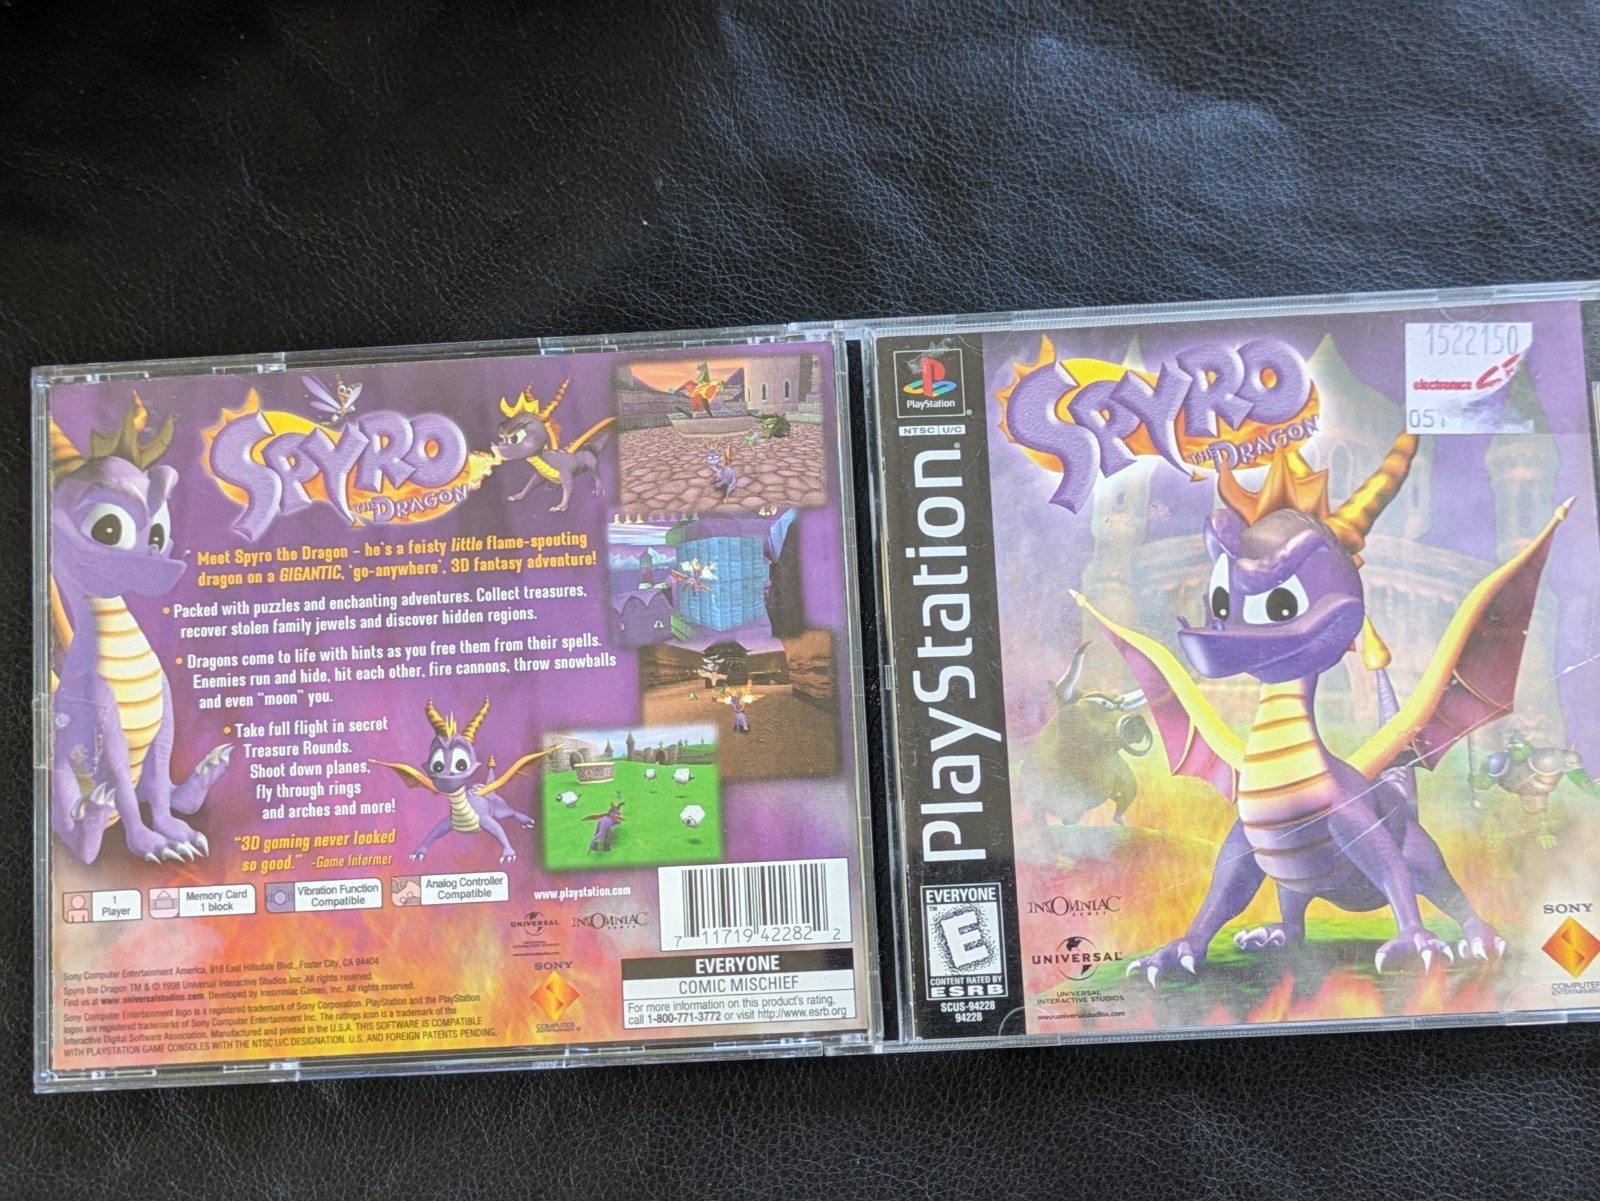 SPYRO
THE DRAGON
Meet Spyro the Dragon – he's a feisty little flame-spouting
dragon on a GIGANTIC, 'go-anywhere', 3D fantasy adventure!
• Packed with puzzles and enchanting adventures. Collect treasures,
recover stolen family jewels and discover hidden regions.
• Dragons come to life with hints as you free them from their spells.
Enemies run and hide, hit each other, fire cannons, throw snowballs
and even "moon" you.
• Take full flight in secret
Treasure Rounds.
Shoot down planes,
fly through rings
and arches and more!
"3D gaming never looked
so good." -Game Informer
4.9
1
Player
Memory Card
1 block
Vibration Function
Compatible
Analog Controller
Compatible
www.playstation.com
UNIVERSAL
INSOMNIAC
GAMES
7 11719 42282 2
Sony Computer Entertainment America, 919 East Hillsdale Blvd., Foster City, CA 94404
Spyro the Dragon TM & © 1998 Universal Interactive Studios Inc. All rights reserved.
Find us at www.universalstudios.com. Developed by Insomniac Games, Inc. All rights reserved.
Sony Computer Entertainment logo is a registered trademark of Sony Corporation. PlayStation and the PlayStation
logos are registered trademarks of Sony Computer Entertainment Inc. The ratings icon is a trademark of the
Interactive Digital Software Association. Manufactured and printed in the U.S.A. THIS SOFTWARE IS COMPATIBLE
WITH PLAYSTATION GAME CONSOLES WITH THE NTSC U/C DESIGNATION. U.S. AND FOREIGN PATENTS PENDING.
SONY
COMPUTER
EVERYONE
COMIC MISCHIEF
For more information on this product's rating,
call 1-800-771-3772 or visit http://www.esrb.org
PlayStation
NTSC U/C
PlayStation
EVERYONE
E
CONTENT RATED BY
ESRB
SCUS-94228
94228
SPYRO
THE DRAGON
1522150
electronics
051
INSOMNIAC
GAMES
UNIVERSAL
UNIVERSAL
INTERACTIVE STUDIOS
www.universalstudios.com
SONY
COMPUTER